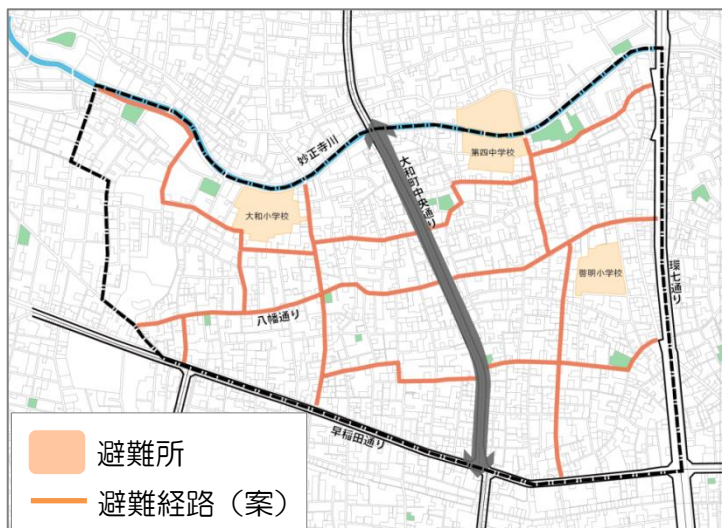 妙正寺川
第四中学校
大和町中央通り
大和小学校
啓明小学校
環七通り
八幡通り
早稲田通り
避難所
避難経路（案）